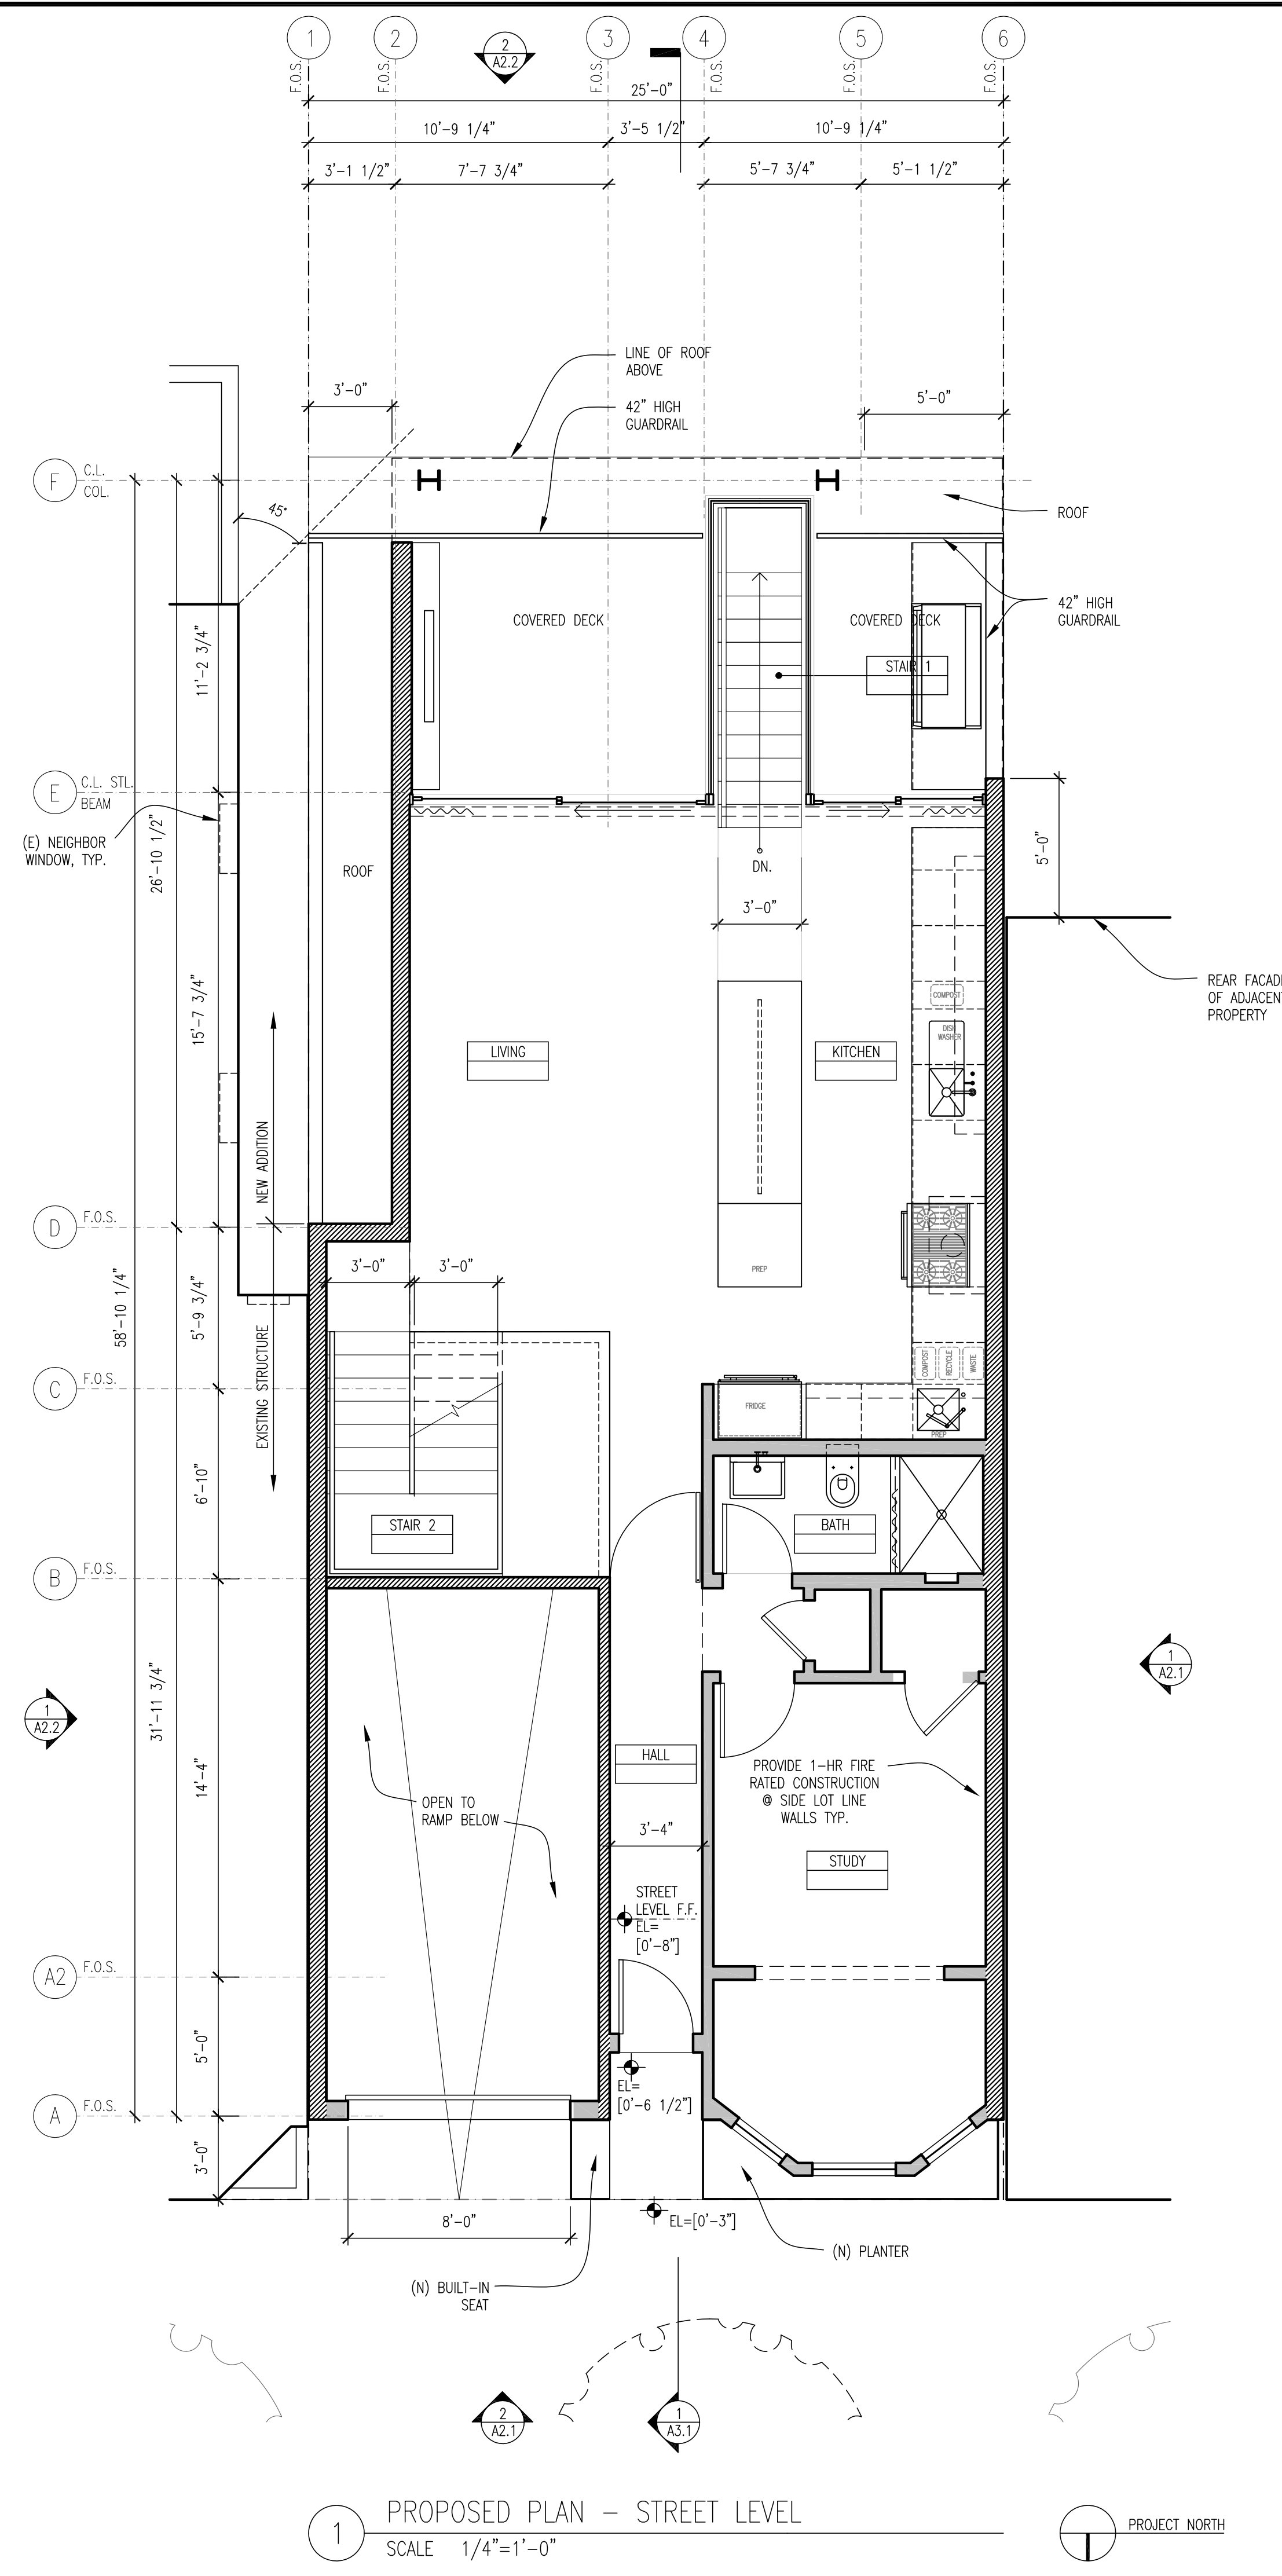 1
2
3
4
5
6
F.O.S.
F.O.S.
F.O.S.
F.O.S.
F.O.S.
F.O.S.
2
A2.2
25'-0"
10'-9 1/4"
3'-5 1/2"
10'-9 1/4"
3'-1 1/2"
7'-7 3/4"
5'-7 3/4"
5'-1 1/2"
LINE OF ROOF
ABOVE
3'-0"
42" HIGH
GUARDRAIL
5'-0"
F
C.L.
COL.
45°
ROOF
COVERED DECK
COVERED DECK
42" HIGH
GUARDRAIL
STAIR 1
11'-2 3/4"
E
C.L. STL.
BEAM
(E) NEIGHBOR
WINDOW, TYP.
26'-10 1/2"
ROOF
DN.
5'-0"
3'-0"
REAR FACAD
OF ADJACEN
PROPERTY
COMPOST
DISH
WASHER
15'-7 3/4"
LIVING
KITCHEN
NEW ADDITION
D
F.O.S.
3'-0"
3'-0"
PREP
58'-10 1/4"
5'-9 3/4"
EXISTING STRUCTURE
COMPOST
RECYCLE
WASTE
C
F.O.S.
FRIDGE
PREP
6'-10"
STAIR 2
BATH
B
F.O.S.
1
A2.1
31'-11 3/4"
1
A2.2
14'-4"
HALL
PROVIDE 1-HR FIRE
RATED CONSTRUCTION
@ SIDE LOT LINE
WALLS TYP.
OPEN TO
RAMP BELOW
3'-4"
STUDY
STREET
LEVEL F.F.
EL=
[0'-8"]
A2
F.O.S.
5'-0"
EL=
[0'-6 1/2"]
A
F.O.S.
3'-0"
8'-0"
EL=[0'-3"]
(N) PLANTER
(N) BUILT-IN
SEAT
2
A2.1
1
A3.1
1
PROPOSED PLAN - STREET LEVEL
SCALE 1/4"=1'-0"
PROJECT NORTH